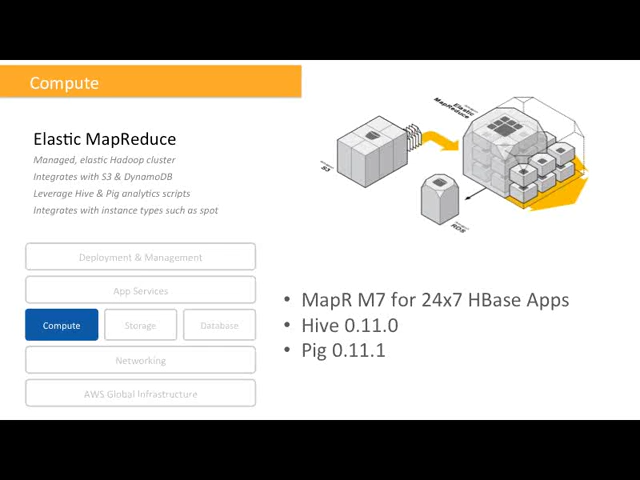 Compute
Elastic MapReduce
Managed, elastic Hadoop cluster
Integrates with S3 & DynamoDB
Leverage Hive & Pig analytics scripts
Integrates with instance types such as spot
Elastic
MapReduce
S3
RDS
Deployment & Management
App Services
Compute
Storage
Database
Networking
AWS Global Infrastructure
• MapR M7 for 24x7 HBase Apps
• Hive 0.11.0
• Pig 0.11.1